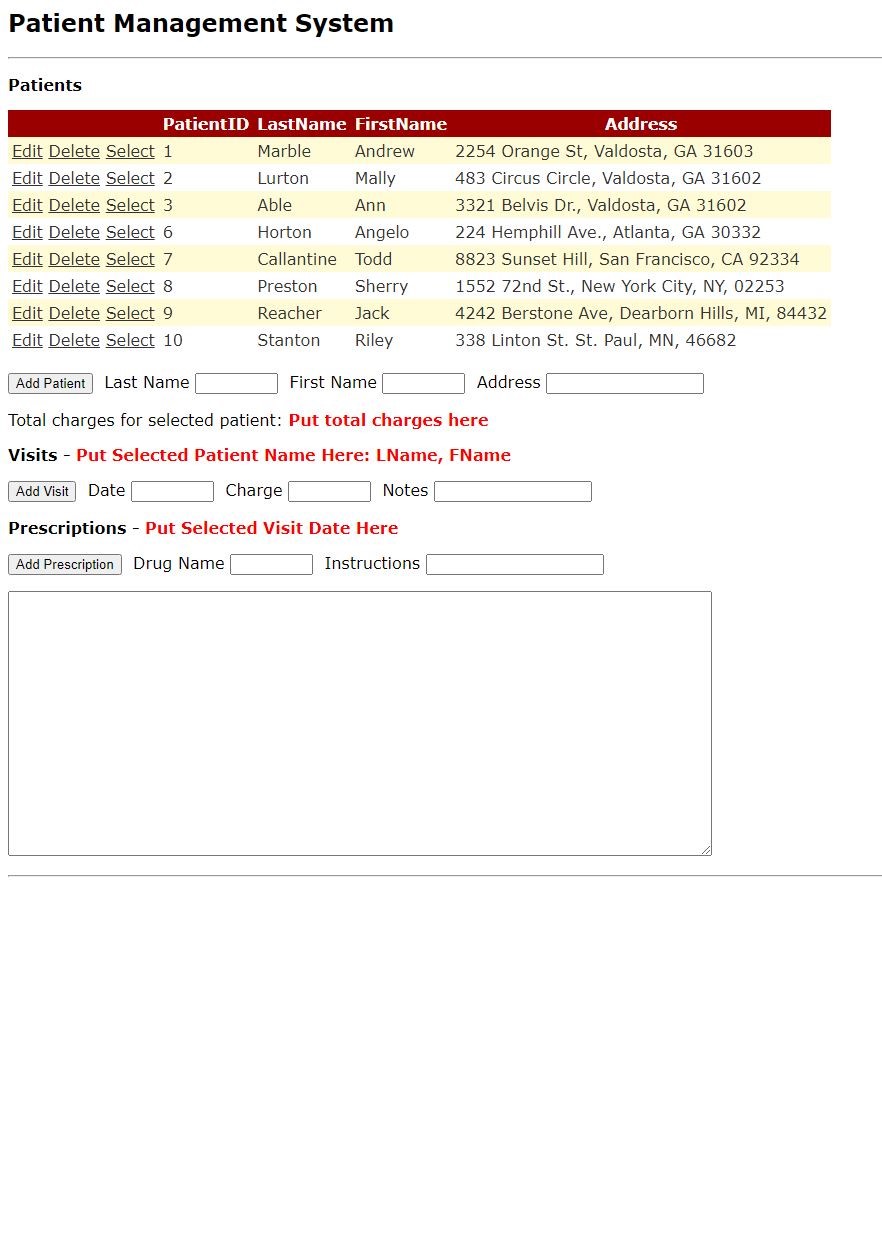 Patient Management System
Patients
PatientID LastName FirstName Address
Edit Delete Select 1 Marble Andrew 2254 Orange St, Valdosta, GA 31603
Edit Delete Select 2 Lurton Mally 483 Circus Circle, Valdosta, GA 31602
Edit Delete Select 3 Able Ann 3321 Belvis Dr., Valdosta, GA 31602
Edit Delete Select 6 Horton Angelo 224 Hemphill Ave., Atlanta, GA 30332
Edit Delete Select 7 Callantine Todd 8823 Sunset Hill, San Francisco, CA 92334
Edit Delete Select 8 Preston Sherry 1552 72nd St., New York City, NY, 02253
Edit Delete Select 9 Reacher Jack 4242 Berstone Ave, Dearborn Hills, MI, 84432
Edit Delete Select 10 Stanton Riley 338 Linton St. St. Paul, MN, 46682
Add Patient Last Name First Name Address
Total charges for selected patient: Put total charges here
Visits - Put Selected Patient Name Here: LName, FName
Add Visit Date Charge Notes
Prescriptions - Put Selected Visit Date Here
Add Prescription Drug Name Instructions